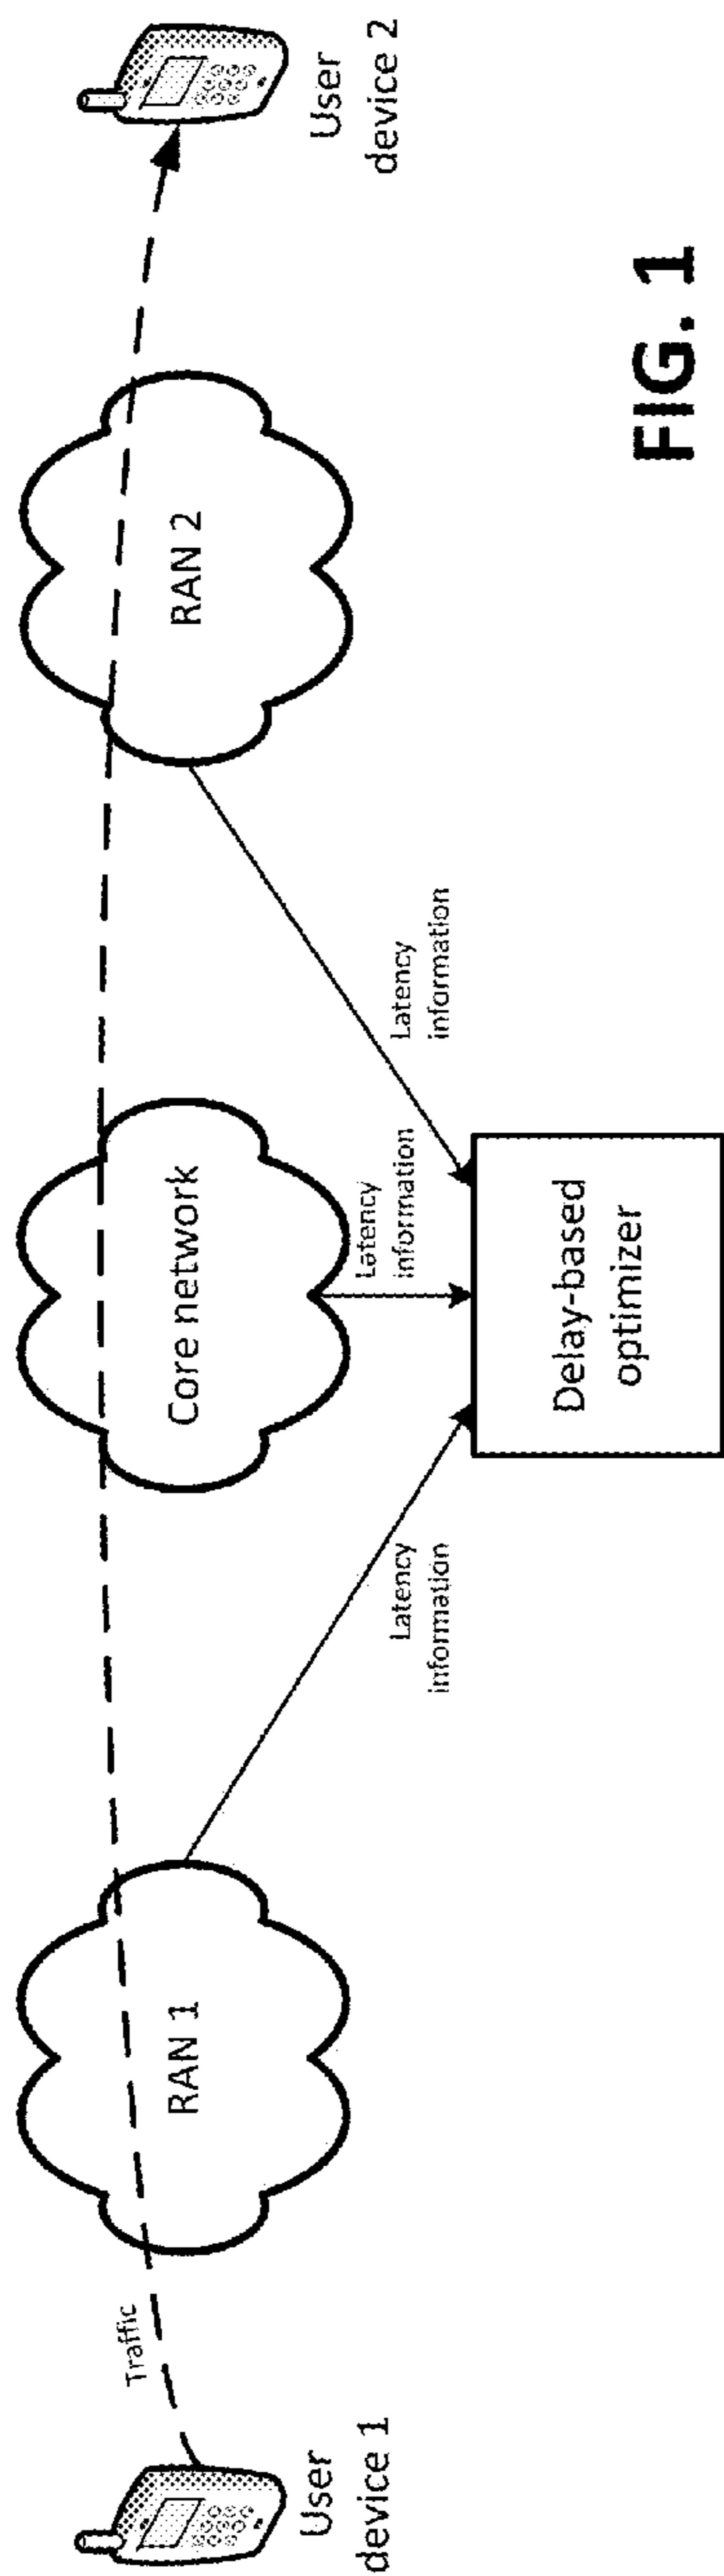 Traffic
User
device 1
RAN 1
Latency
information
Core network
Latency
information
Delay-based
optimizer
Latency
information
RAN 2
User
device 2
FIG. 1